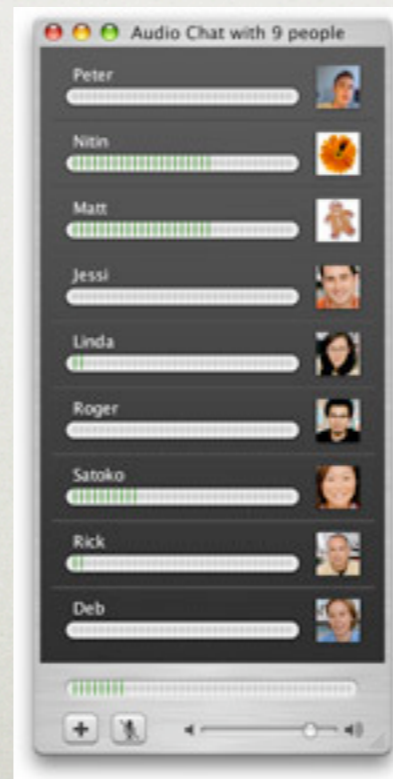 Audio Chat with 9 people
Peter
Nitin
Matt
Jessi
Linda
Roger
Satoko
Rick
Deb